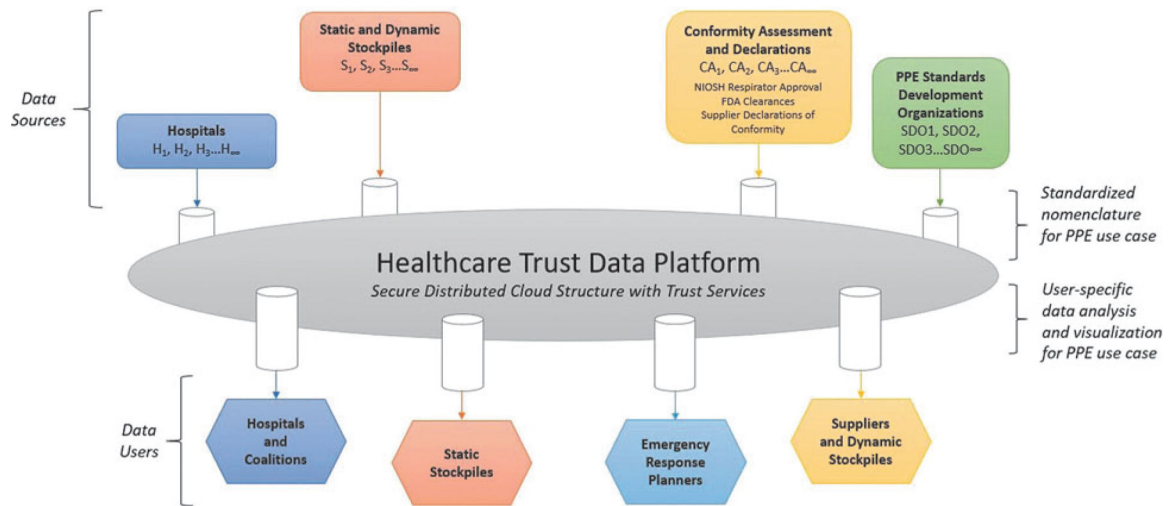 Data
Sources
Hospitals
H₁, H₂, H₃...H∞
Static and Dynamic
Stockpiles
S₁, S₂, S₃...S∞
Conformity Assessment
and Declarations
CA₁, CA₂, CA₃...CA∞
NIOSH Respirator Approval
FDA Clearances
Supplier Declarations of
Conformity
PPE Standards
Development
Organizations
SDO1, SDO2,
SDO3...SDO∞
Standardized
nomenclature
for PPE use case
Healthcare Trust Data Platform
Secure Distributed Cloud Structure with Trust Services
User-specific
data analysis
and visualization
for PPE use case
Data
Users
Hospitals
and
Coalitions
Static
Stockpiles
Emergency
Response
Planners
Suppliers
and Dynamic
Stockpiles